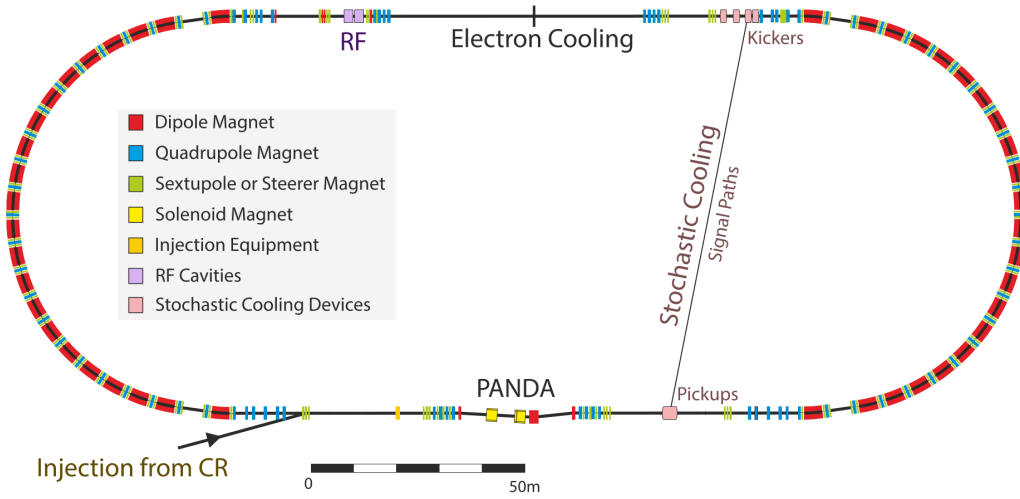 RF
Electron Cooling
Kickers
Dipole Magnet
Quadrupole Magnet
Sextupole or Steerer Magnet
Solenoid Magnet
Injection Equipment
RF Cavities
Stochastic Cooling Devices
Stochastic Cooling
Signal Paths
PANDA
Pickups
Injection from CR
0
50m